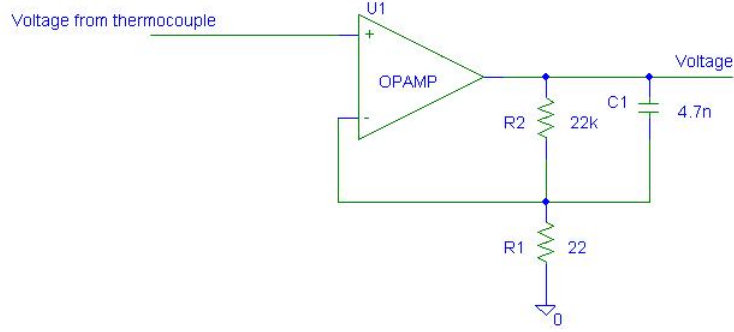 U1
Voltage from thermocouple
+
OPAMP
-
Voltage
R2 22k
C1 4.7n
R1 22
0